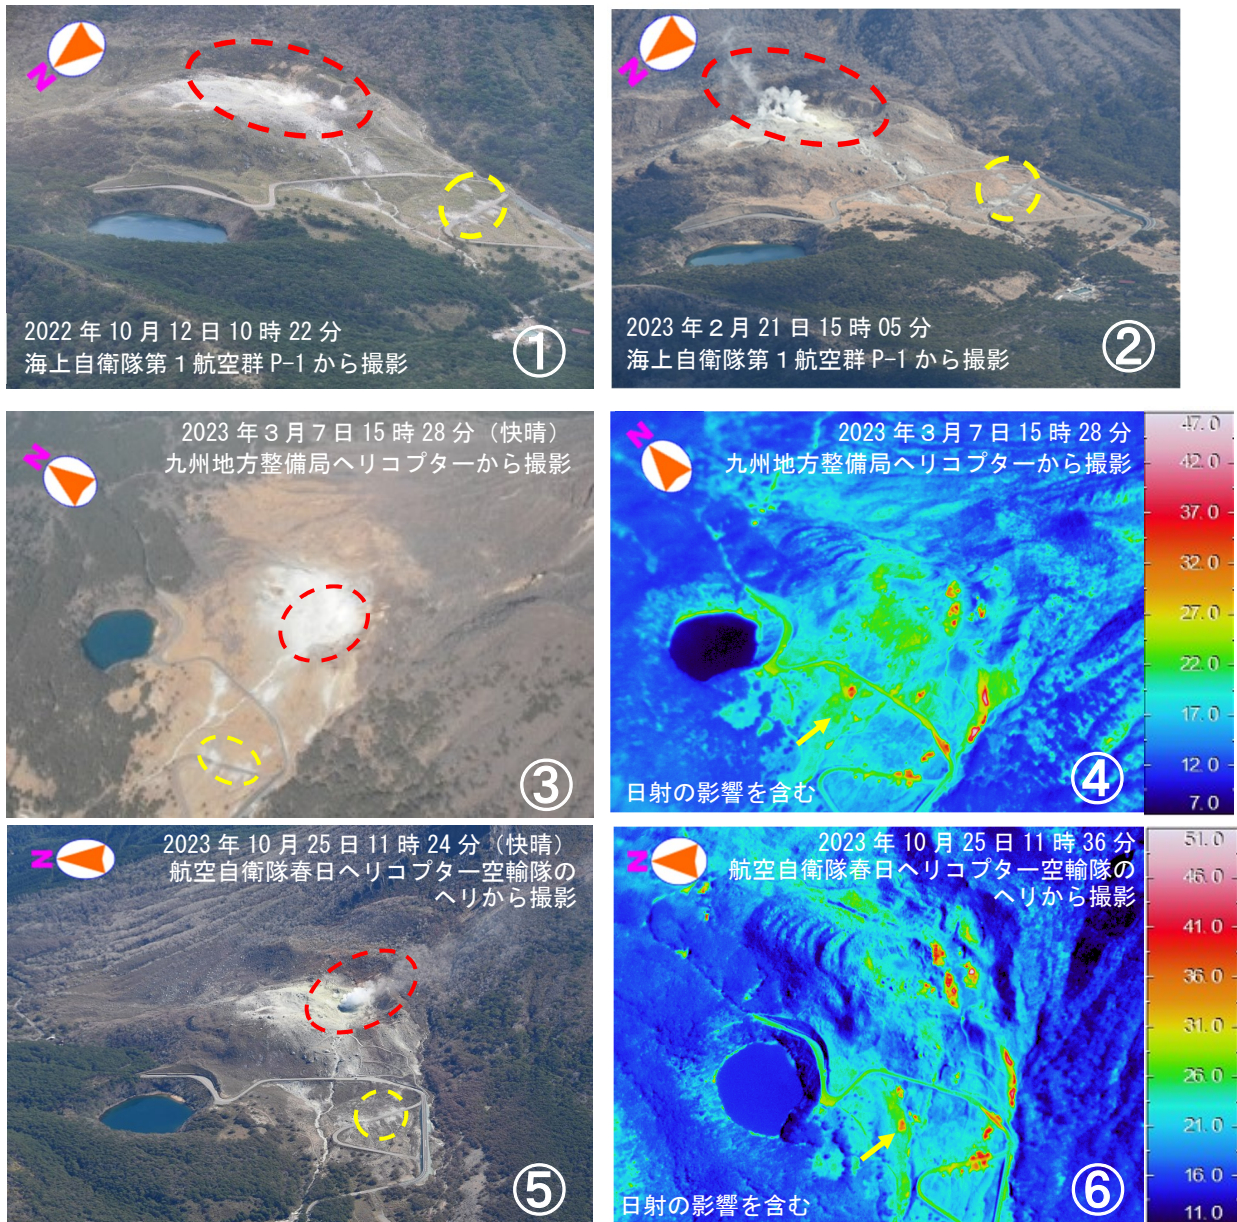 N
2022 年 10 月 12 日 10 時 22 分
海上自衛隊第 1 航空群 P-1 から撮影
①
N
2023 年２月 21 日 15 時 05 分
海上自衛隊第 1 航空群 P-1 から撮影
②
N
2023 年３月７日 15 時 28 分（快晴）
九州地方整備局ヘリコプターから撮影
③
N
2023 年３月７日 15 時 28 分
九州地方整備局ヘリコプターから撮影
日射の影響を含む
④
47.0
42.0
37.0
32.0
27.0
22.0
17.0
12.0
7.0
N
2023 年 10 月 25 日 11 時 24 分（快晴）
航空自衛隊春日ヘリコプター空輸隊の
ヘリから撮影
⑤
N
2023 年 10 月 25 日 11 時 36 分
航空自衛隊春日ヘリコプター空輸隊の
ヘリから撮影
日射の影響を含む
⑥
51.0
46.0
41.0
36.0
31.0
26.0
21.0
16.0
11.0